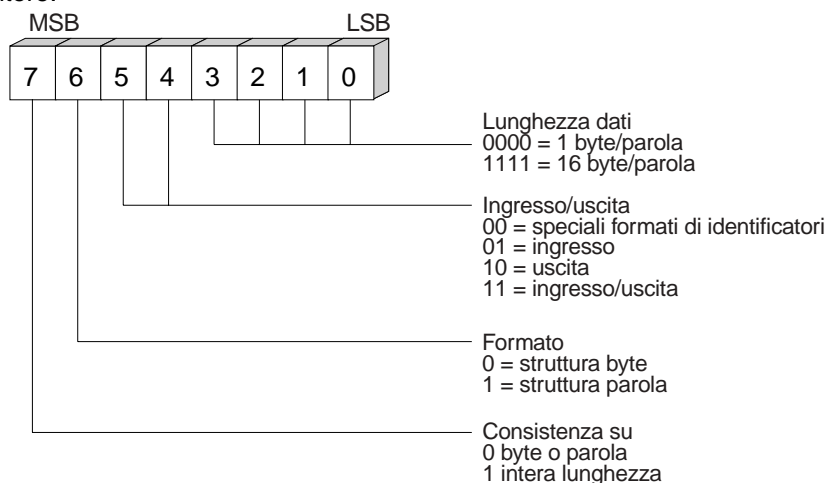 MSB LSB
7 6 5 4 3 2 1 0
Lunghezza dati
0000 = 1 byte/parola
1111 = 16 byte/parola
Ingresso/uscita
00 = speciali formati di identificatori
01 = ingresso
10 = uscita
11 = ingresso/uscita
Formato
0 = struttura byte
1 = struttura parola
Consistenza su
0 byte o parola
1 intera lunghezza